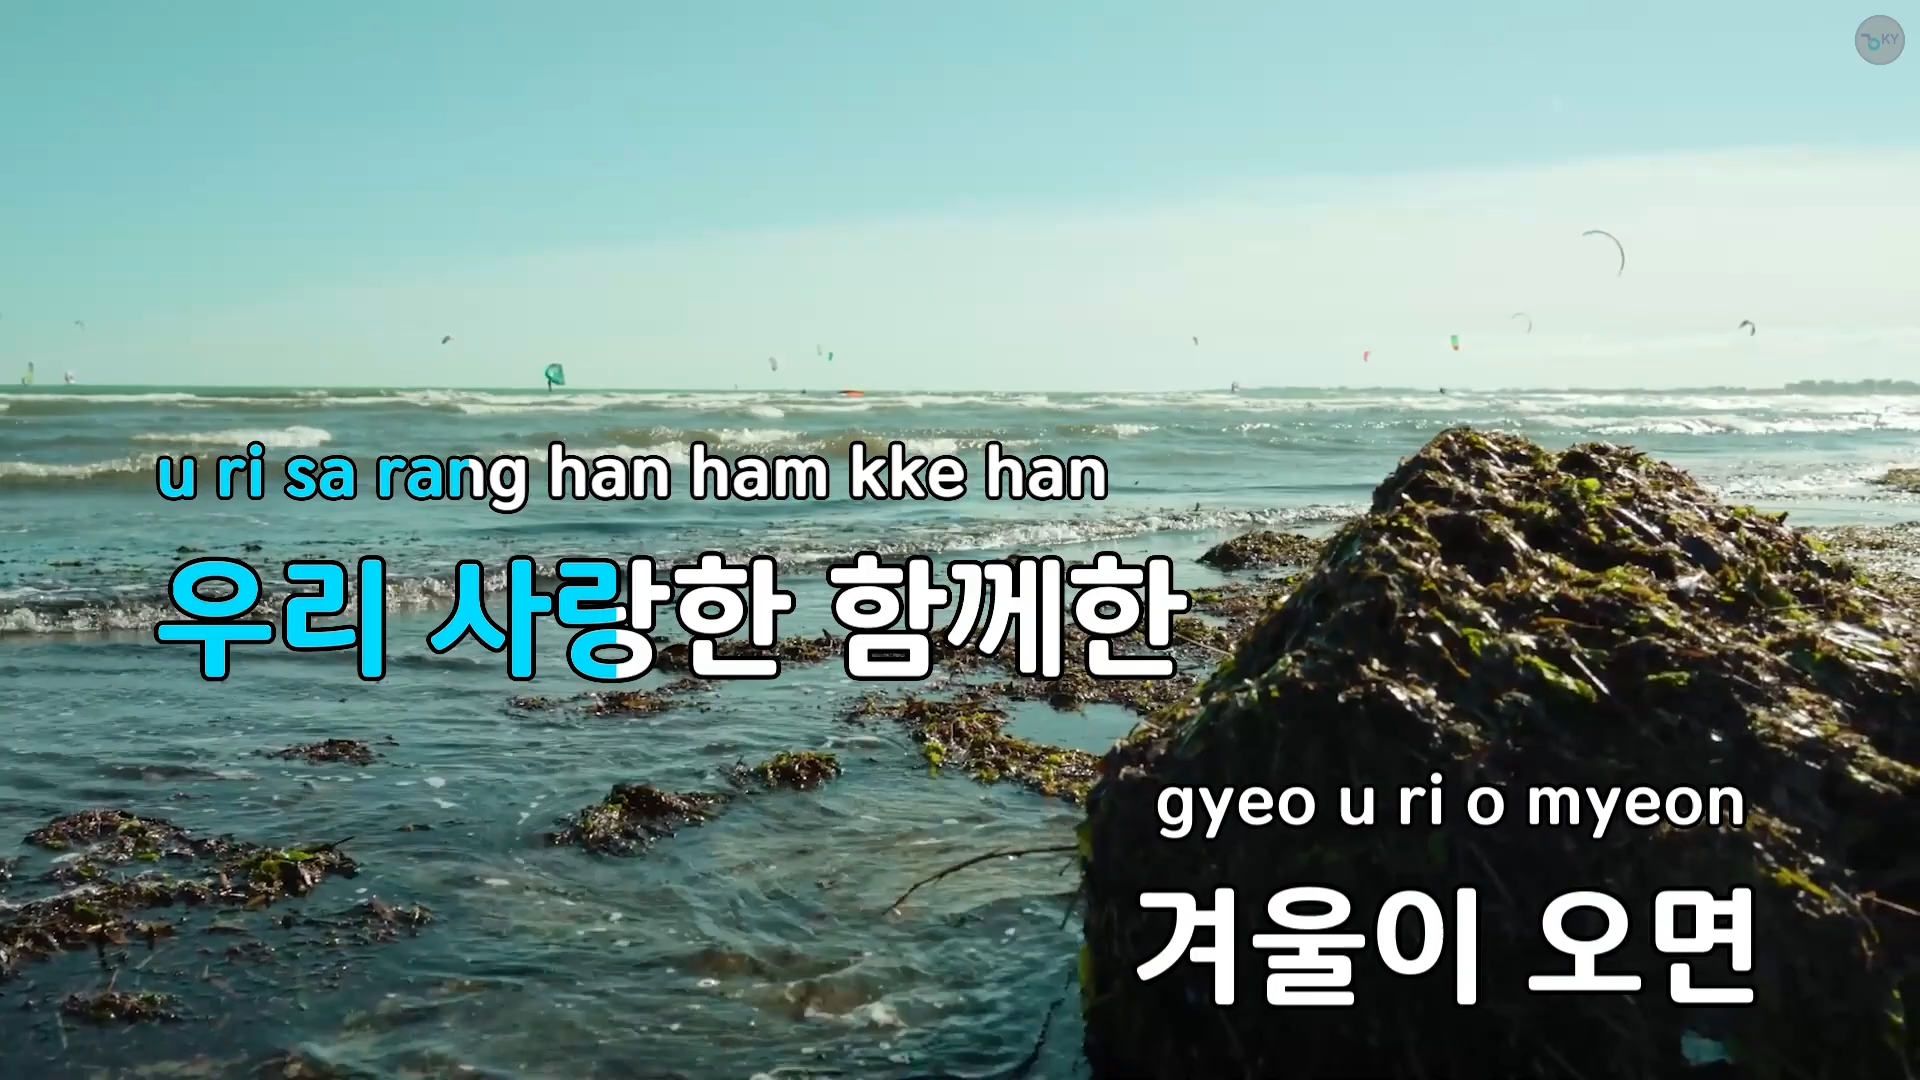 KY
u ri sa rang han ham kke han
우리 사랑한 함께한
gyeo u ri o myeon
겨울이 오면